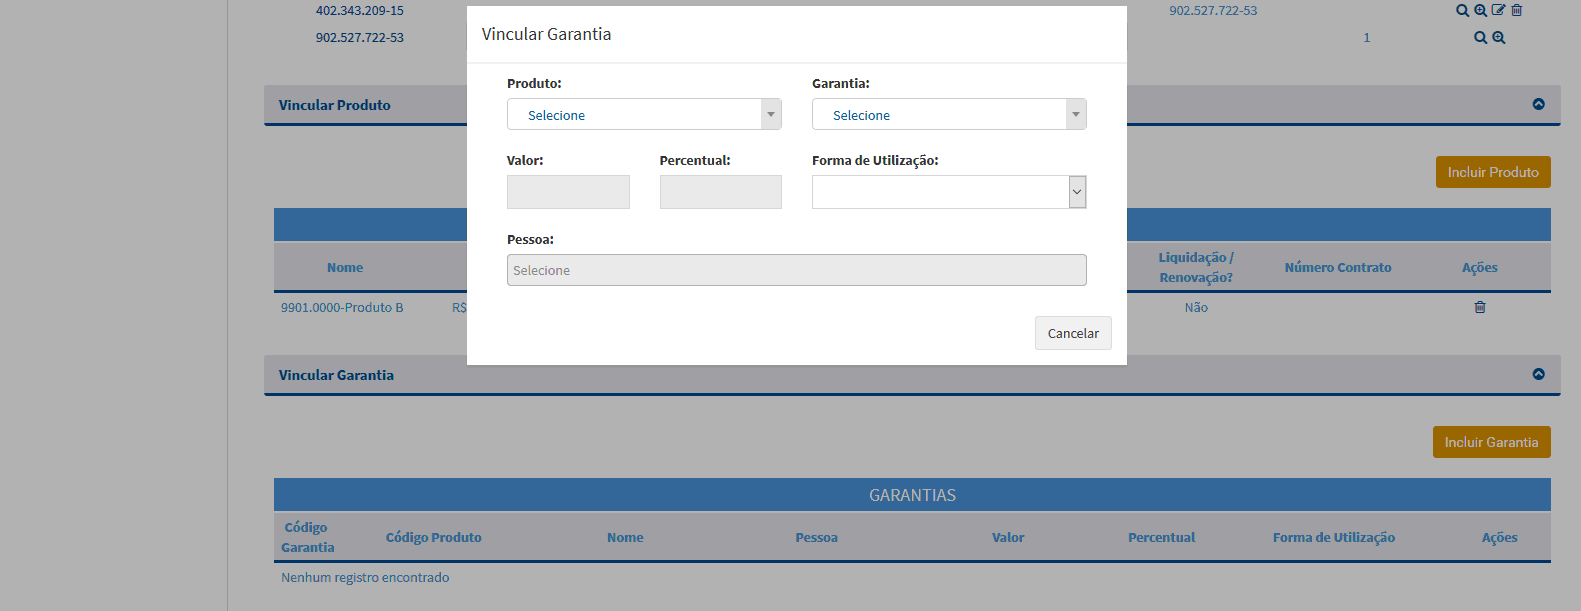 402.343.209-15
902.527.722-53
902.527.722-53
1
Vincular Garantia
Produto:
Garantia:
Selecione
Selecione
Valor:
Percentual:
Forma de Utilização:
Pessoa:
Selecione
Cancelar
Vincular Produto
Incluir Produto
Nome
Liquidação /
Renovação?
Número Contrato
Ações
9901.0000-Produto B
R$
Não
Vincular Garantia
Incluir Garantia
GARANTIAS
Código
Garantia
Código Produto
Nome
Pessoa
Valor
Percentual
Forma de Utilização
Ações
Nenhum registro encontrado